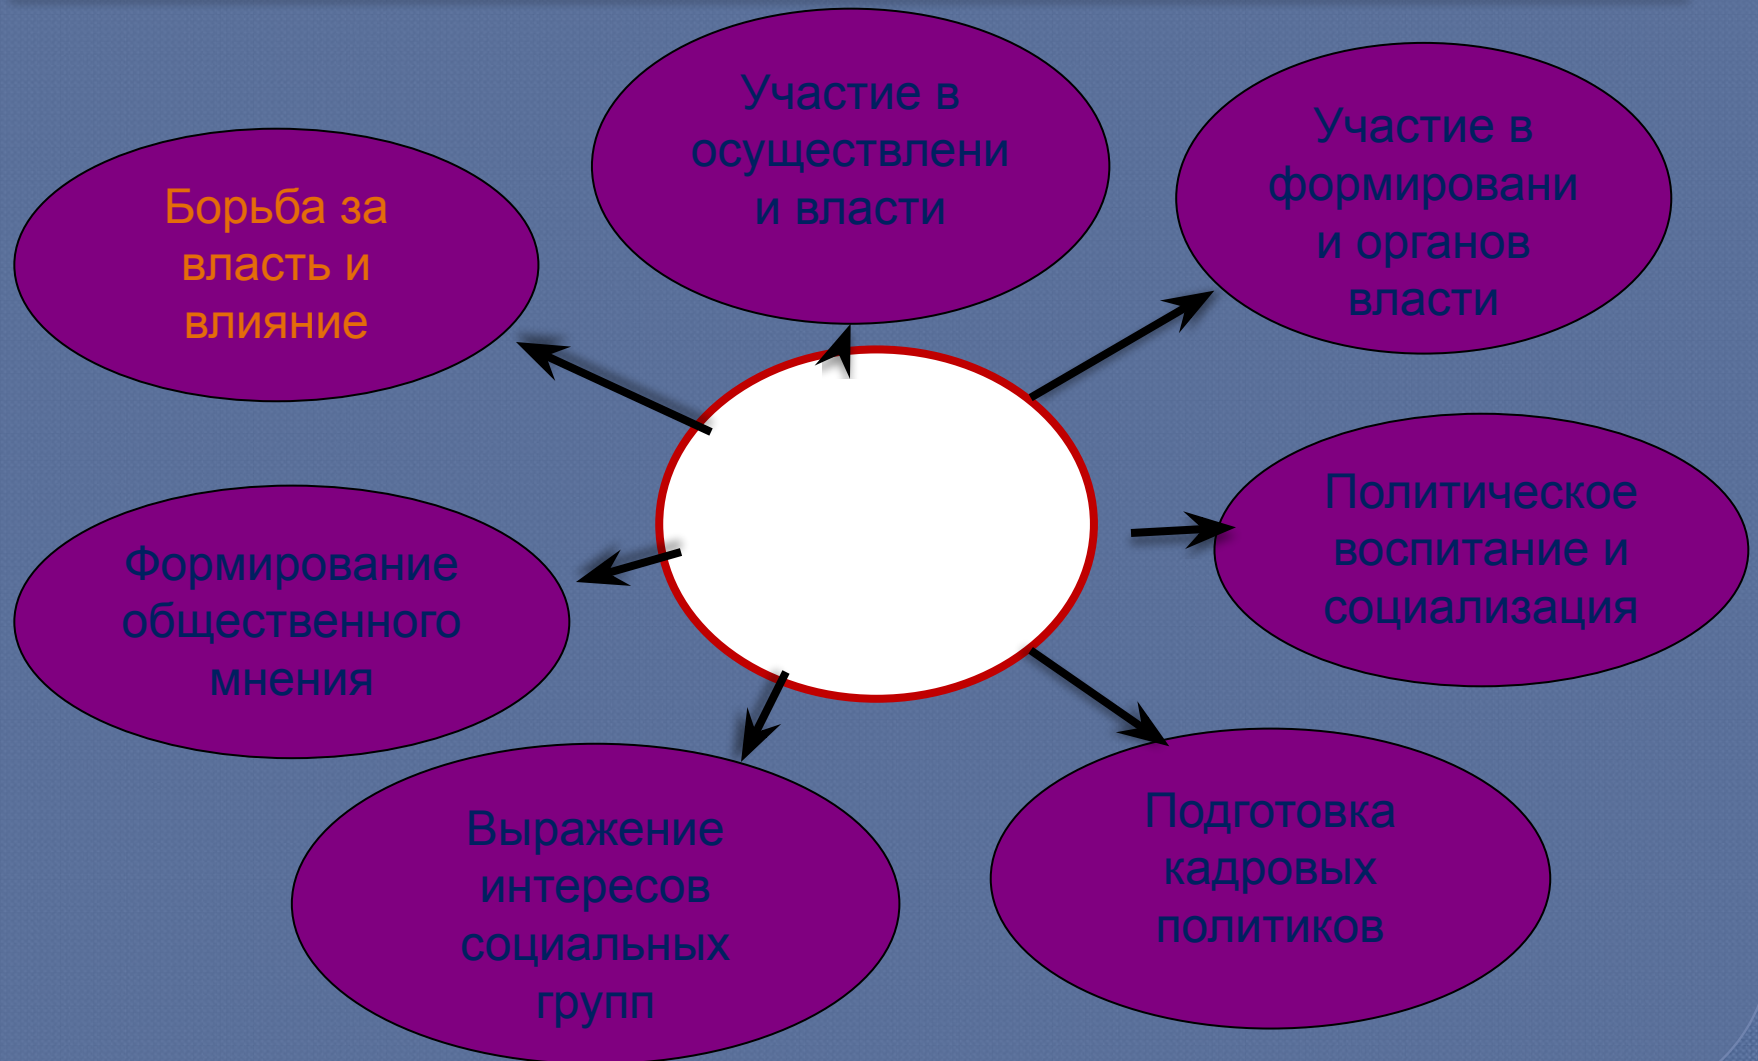 Участие в
осуществлени
и власти
Участие в
формировани
и органов
власти
Борьба за
власть и
влияние
Политическое
воспитание и
социализация
Формирование
общественного
мнения
Подготовка
кадровых
политиков
Выражение
интересов
социальных
групп